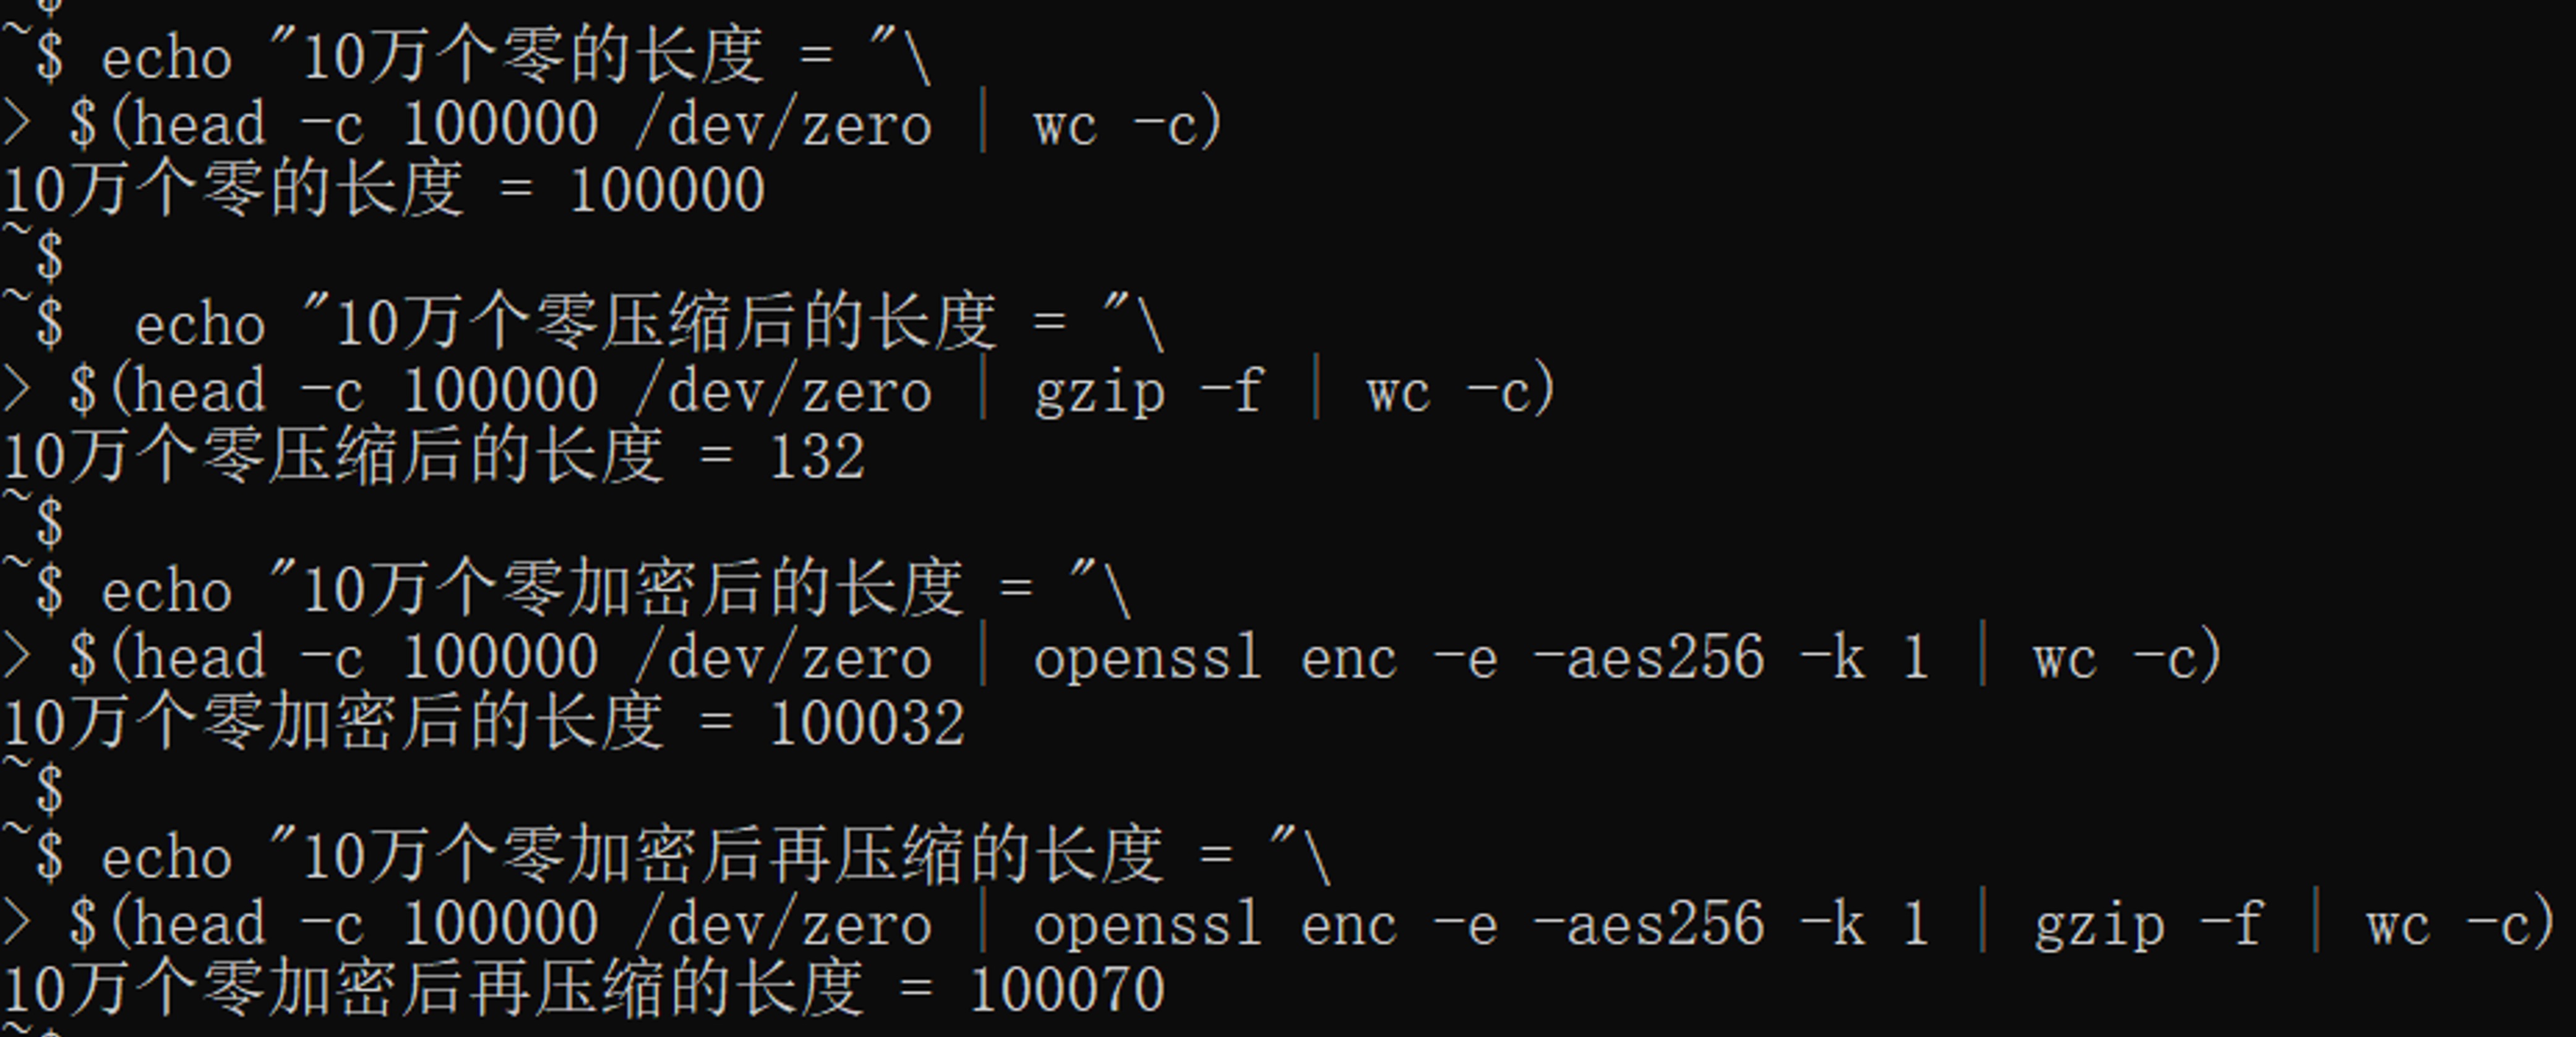 ~$
~$ echo "10万个零的长度 = "\
> $(head -c 100000 /dev/zero | wc -c)
10万个零的长度 = 100000
~$
~$  echo "10万个零压缩后的长度 = "\
> $(head -c 100000 /dev/zero | gzip -f | wc -c)
10万个零压缩后的长度 = 132
~$
~$ echo "10万个零加密后的长度 = "\
> $(head -c 100000 /dev/zero | openssl enc -e -aes256 -k 1 | wc -c)
10万个零加密后的长度 = 100032
~$
~$ echo "10万个零加密后再压缩的长度 = "\
> $(head -c 100000 /dev/zero | openssl enc -e -aes256 -k 1 | gzip -f | wc -c)
10万个零加密后再压缩的长度 = 100070
~$